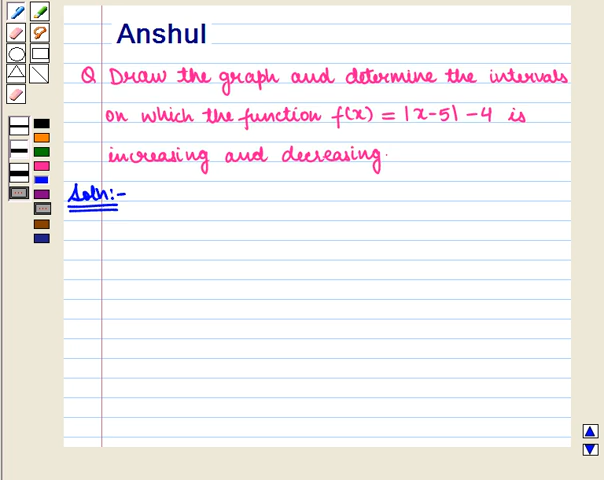 Anshul
Q Draw the graph and determine the intervals
on which the function f(x) = |x-5| -4 is
increasing and decreasing.
Soln:-